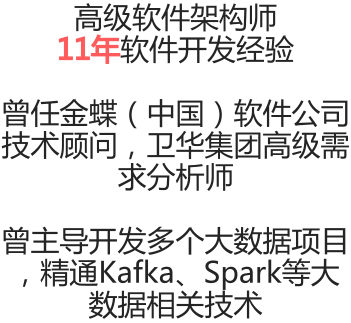 高级软件架构师
11年软件开发经验
曾任金蝶（中国）软件公司
技术顾问，卫华集团高级需
求分析师
曾主导开发多个大数据项目
，精通Kafka、Spark等大
数据相关技术